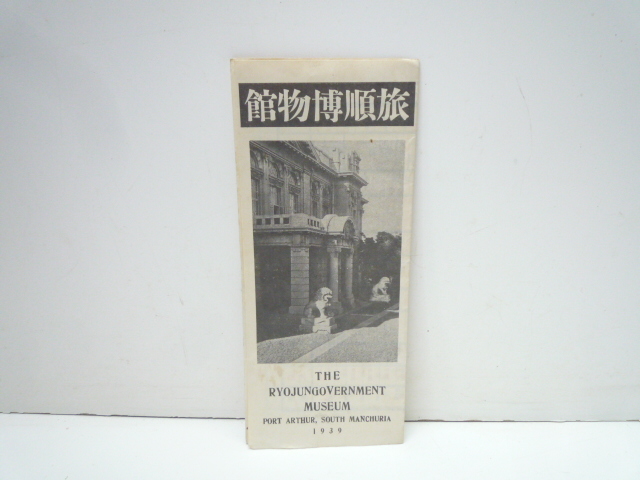 旅順博物館
THE
RYOJUNGOVERNMENT
MUSEUM
PORT ARTHUR, SOUTH MANCHURIA
1939